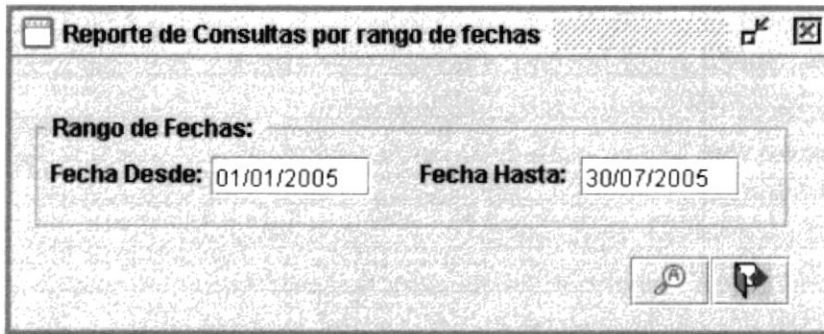 Reporte de Consultas por rango de fechas
Rango de Fechas:
Fecha Desde: 01/01/2005 Fecha Hasta: 30/07/2005